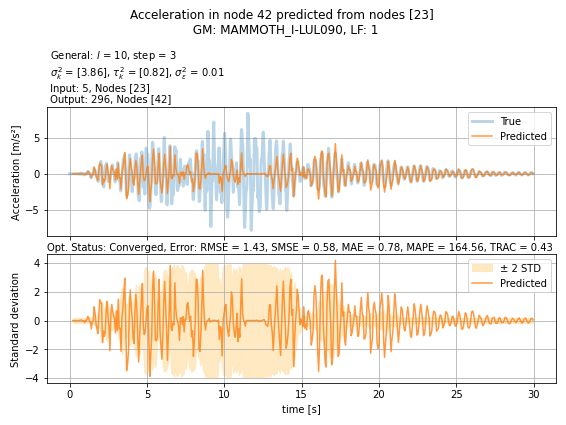 Acceleration in node 42 predicted from nodes [23]
GM: MAMMOTH_I-LUL090, LF: 1
General: l = 10, step = 3
σ²ₖ = [3.86], τ²ₖ = [0.82], σ²ε = 0.01
Input: 5, Nodes [23]
Output: 296, Nodes [42]
Acceleration [m/s²]
5
0
−5
True
Predicted
Opt. Status: Converged, Error: RMSE = 1.43, SMSE = 0.58, MAE = 0.78, MAPE = 164.56, TRAC = 0.43
Standard deviation
4
2
0
−2
−4
± 2 STD
Predicted
0 5 10 15 20 25 30
time [s]